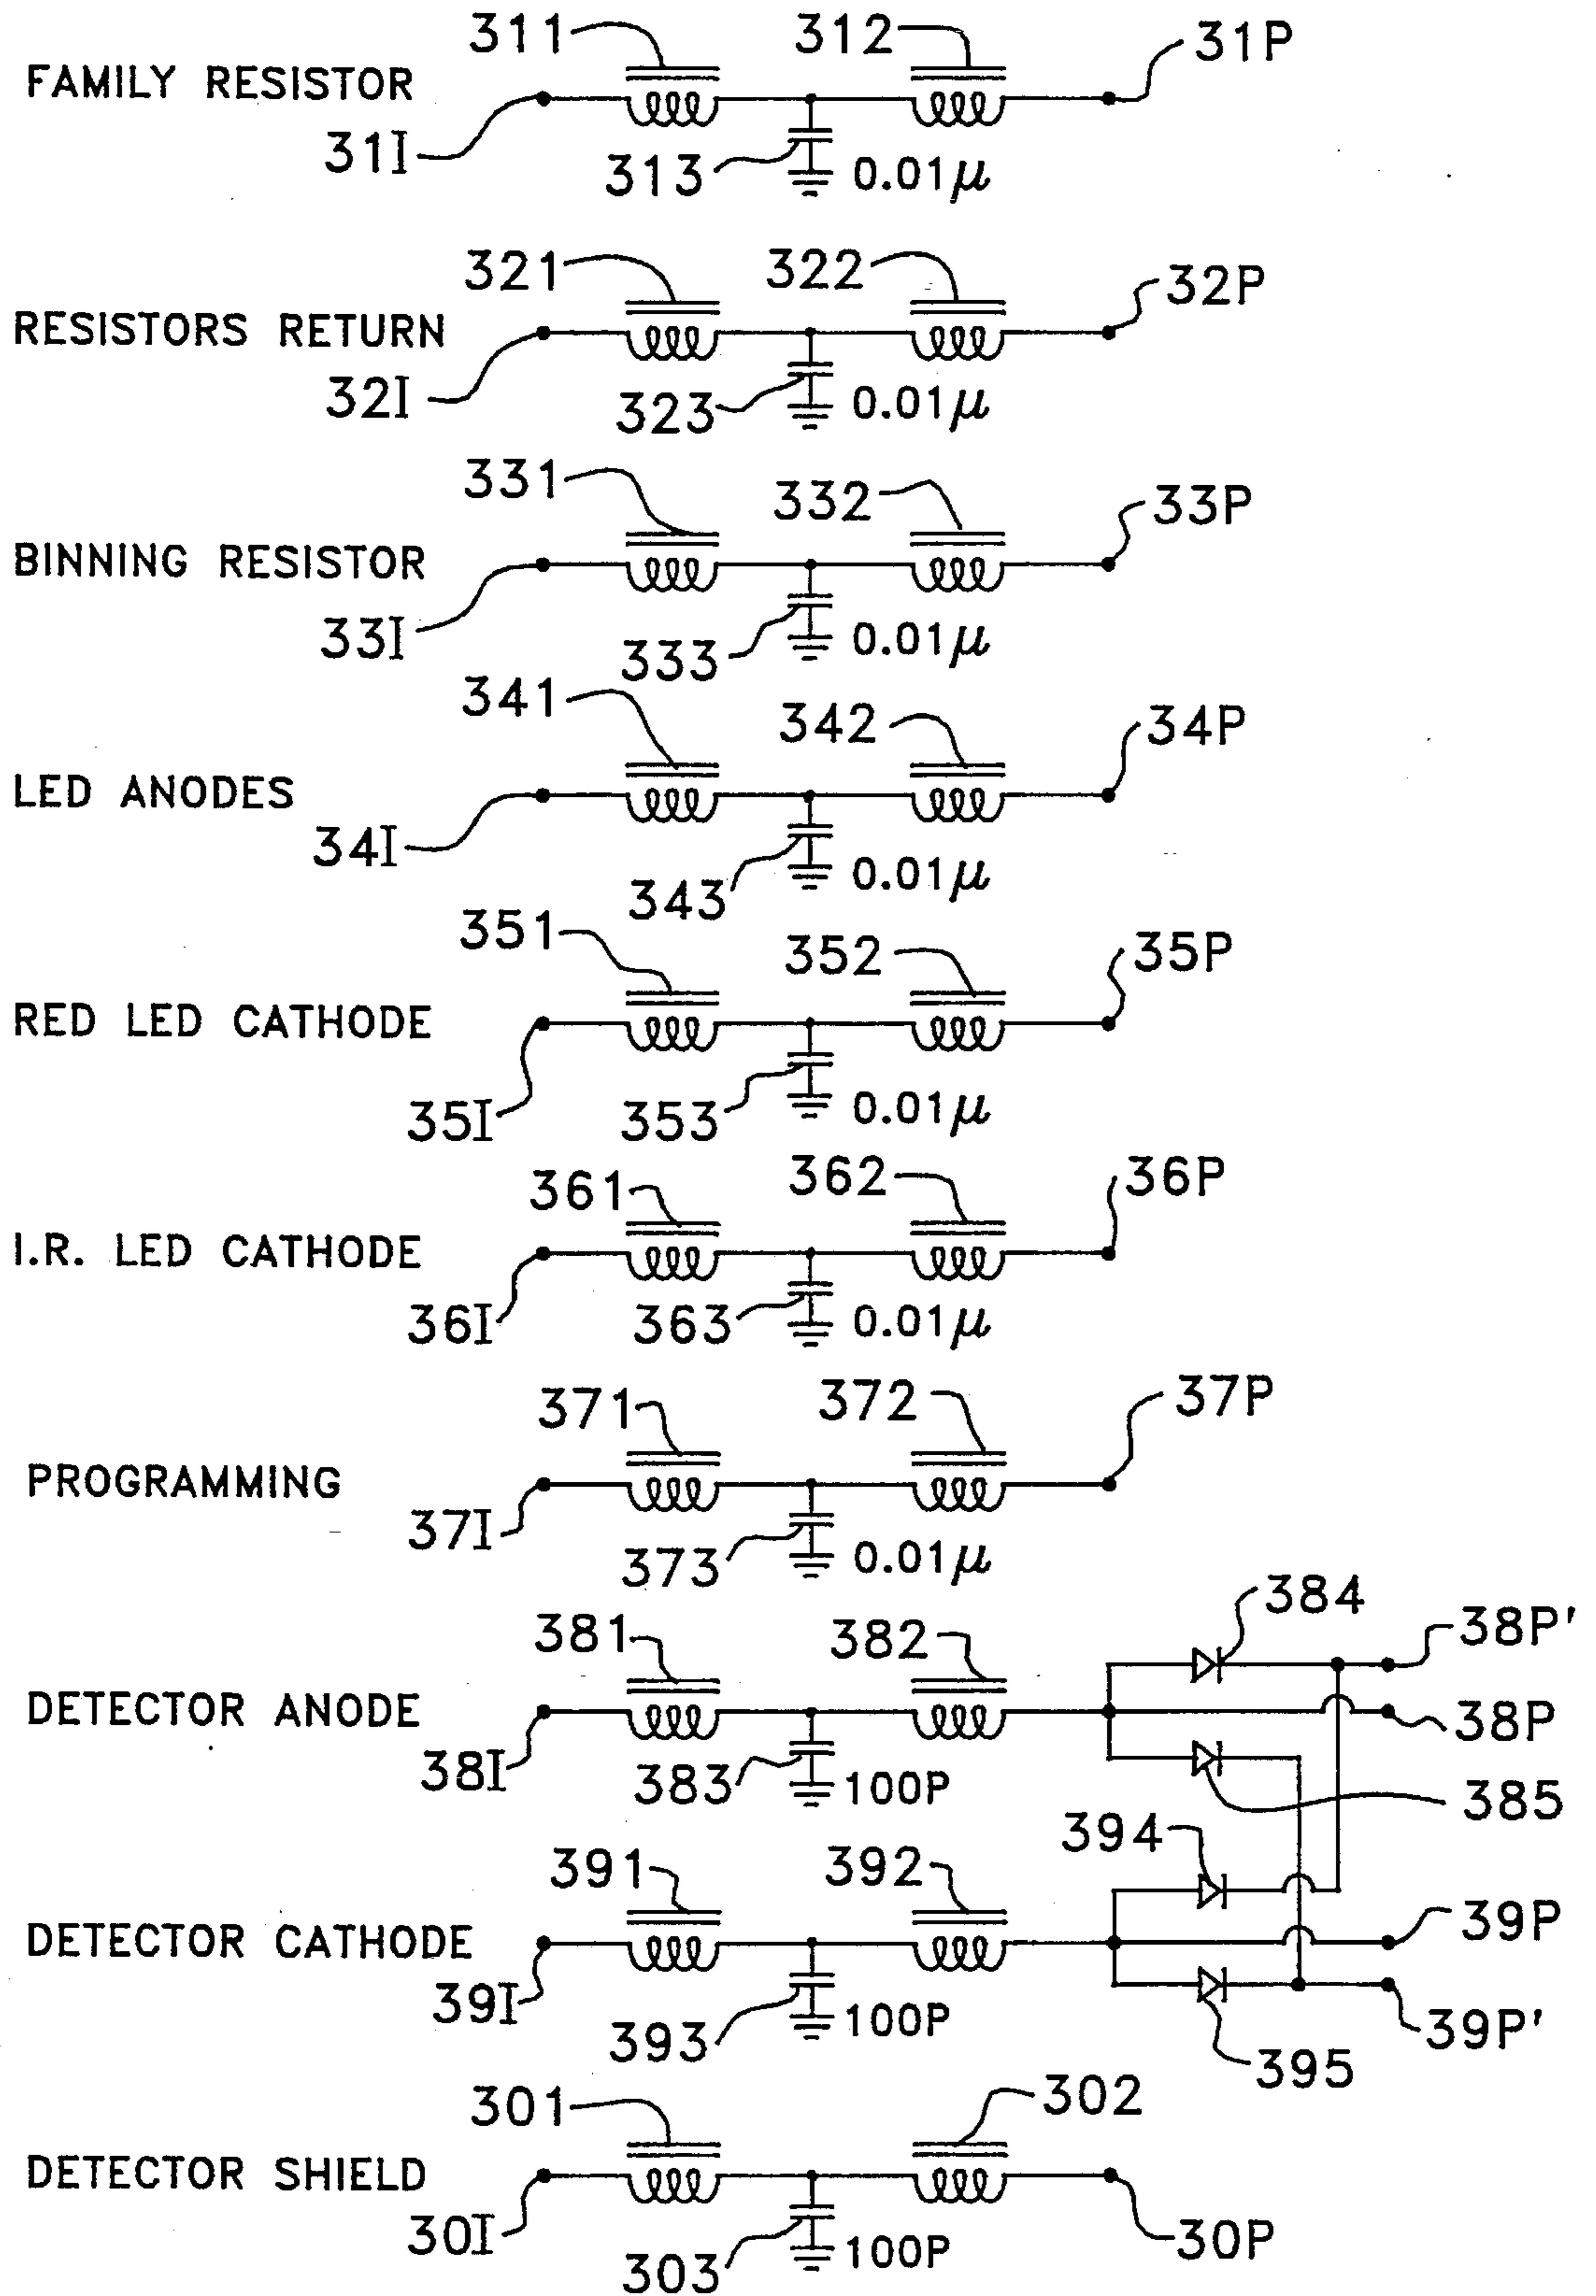 311 312 31P
FAMILY RESISTOR
31I 313 0.01μ
321 322 32P
RESISTORS RETURN
32I 323 0.01μ
331 332 33P
BINNING RESISTOR
33I 333 0.01μ
341 342 34P
LED ANODES
34I 343 0.01μ
351 352 35P
RED LED CATHODE
35I 353 0.01μ
361 362 36P
I.R. LED CATHODE
36I 363 0.01μ
371 372 37P
PROGRAMMING
37I 373 0.01μ
384
381 382 38P'
DETECTOR ANODE 38P
38I 383 100P 385
394
391 392
DETECTOR CATHODE 39P
39I 393 100P 39P'
395
301 302
DETECTOR SHIELD
30I 303 100P 30P